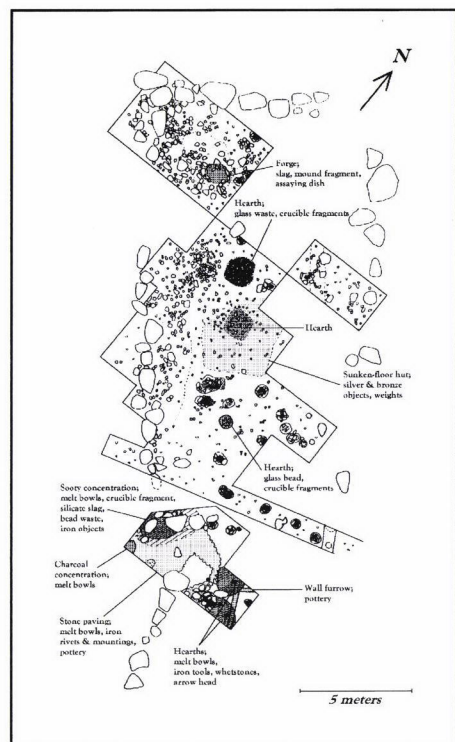 N
Forge;
slag, mound fragment,
assaying dish
Hearth;
glass waste, crucible fragments
Hearth
Sunken-floor hut;
silver & bronze
objects, weights
Hearth;
glass bead,
crucible fragments
Sooty concentration;
melt bowls, crucible fragment,
silicate slag,
bead waste,
iron objects
Charcoal
concentration;
melt bowls
Wall furrow;
pottery
Stone paving;
melt bowls, iron
rivets & mountings,
pottery
Hearths;
melt bowls,
iron tools, whetstones,
arrow head
5 meters